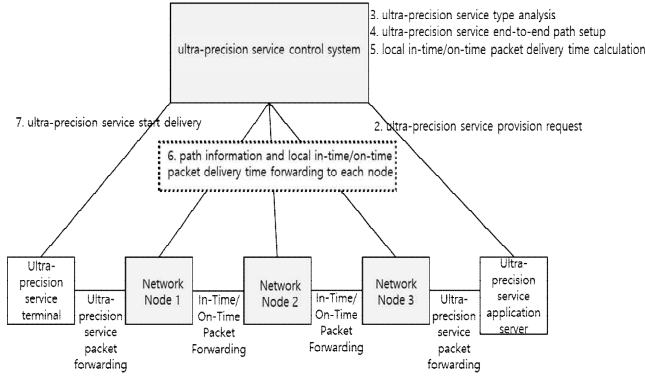 3. ultra-precision service type analysis
4. ultra-precision service end-to-end path setup
5. local in-time/on-time packet delivery time calculation
ultra-precision service control system
7. ultra-precision service start delivery
2. ultra-precision service provision request
6. path information and local in-time/on-time
packet delivery time forwarding to each node
Ultra-
precision
service
terminal
Ultra-
precision
service
packet
forwarding
Network
Node 1
In-Time/
On-Time
Packet
Forwarding
Network
Node 2
In-Time/
On-Time
Packet
Forwarding
Network
Node 3
Ultra-
precision
service
packet
forwarding
Ultra-
precision
service
application
server